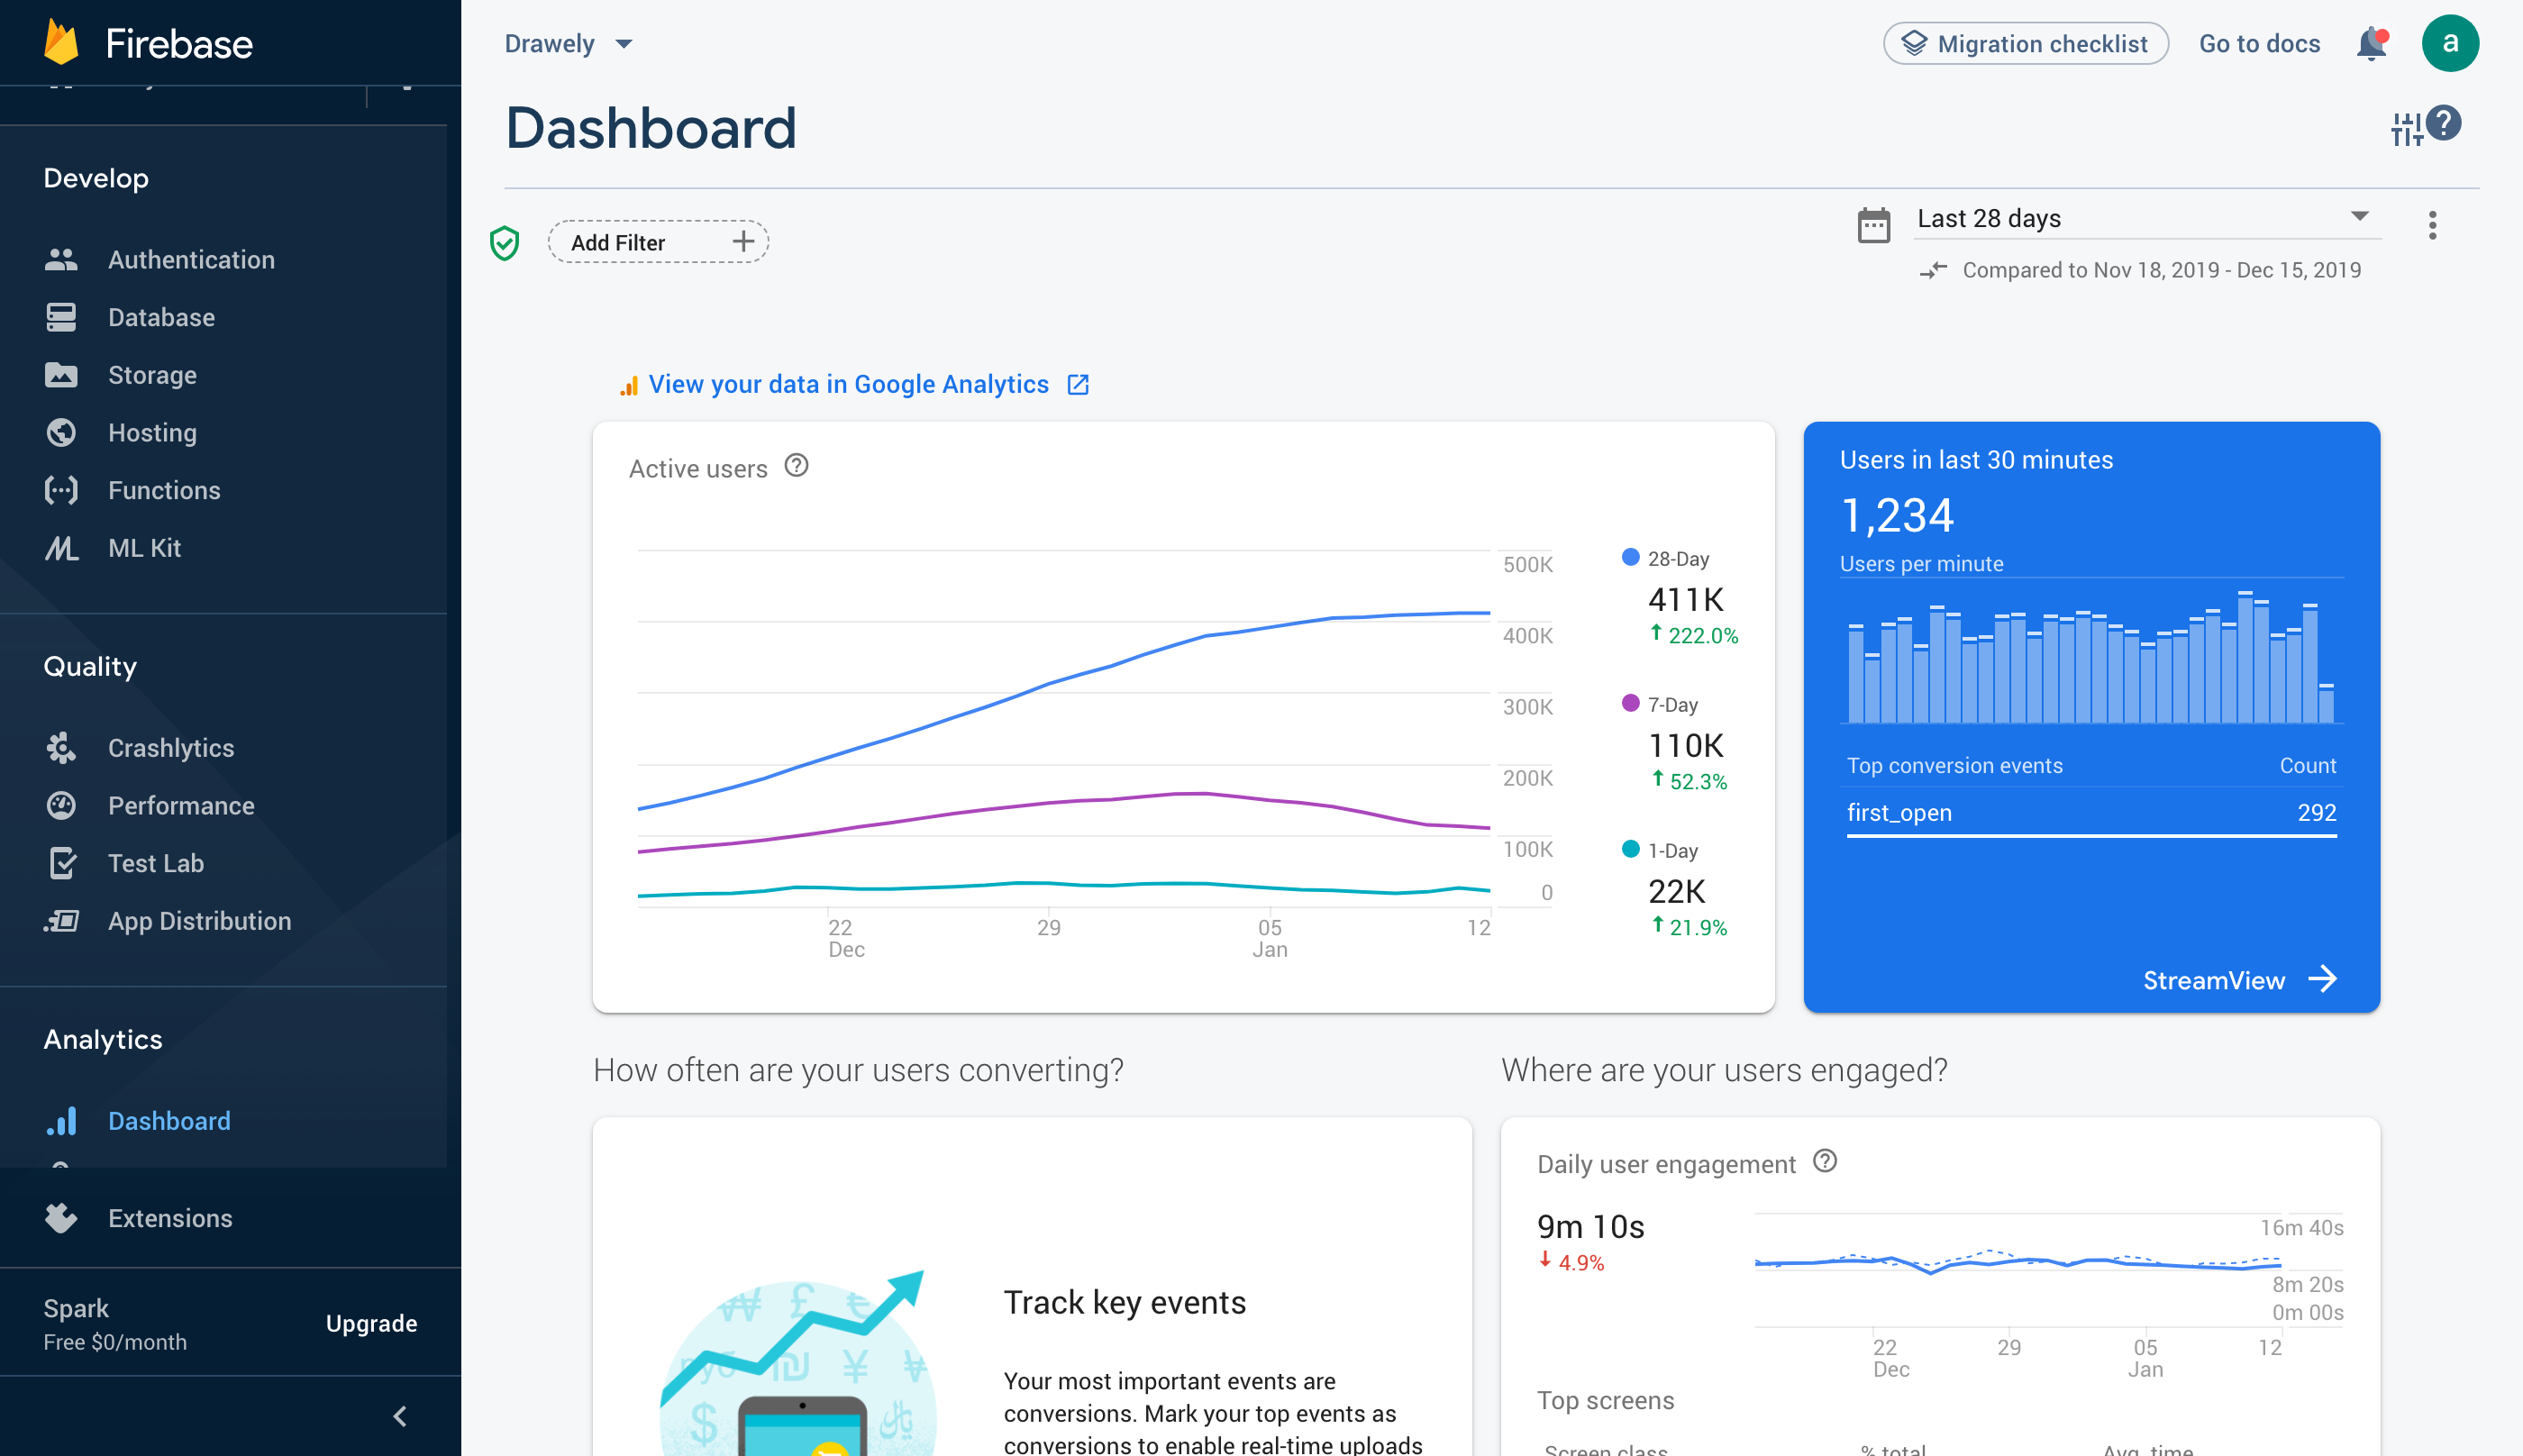 Firebase
Develop
Authentication
Database
Storage
Hosting
Functions
ML Kit
Quality
Crashlytics
Performance
Test Lab
App Distribution
Analytics
Dashboard
Extensions
Spark
Free $0/month
Upgrade
Drawely
Migration checklist
Go to docs
a
Dashboard
Add Filter
Last 28 days
Compared to Nov 18, 2019 - Dec 15, 2019
View your data in Google Analytics
Active users
500K
400K
300K
200K
100K
0
22 Dec
29
05 Jan
12
28-Day
411K
222.0%
7-Day
110K
52.3%
1-Day
22K
21.9%
Users in last 30 minutes
1,234
Users per minute
Top conversion events Count
first_open 292
StreamView
How often are your users converting?
Track key events
Your most important events are
conversions. Mark your top events as
conversions to enable real-time uploads
Where are your users engaged?
Daily user engagement
9m 10s
4.9%
16m 40s
8m 20s
0m 00s
22 Dec
29
05 Jan
12
Top screens
Screen class % total Avg. time